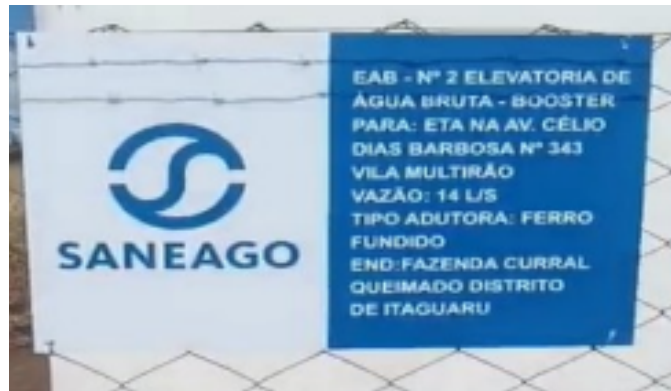 SANEAGO
EAB - Nº 2 ELEVATORIA DE
ÁGUA BRUTA - BOOSTER
PARA: ETA NA AV. CÉLIO
DIAS BARBOSA Nº 343
VILA MULTIRÃO
VAZÃO: 14 L/S
TIPO ADUTORA: FERRO
FUNDIDO
END:FAZENDA CURRAL
QUEIMADO DISTRITO
DE ITAGUARU